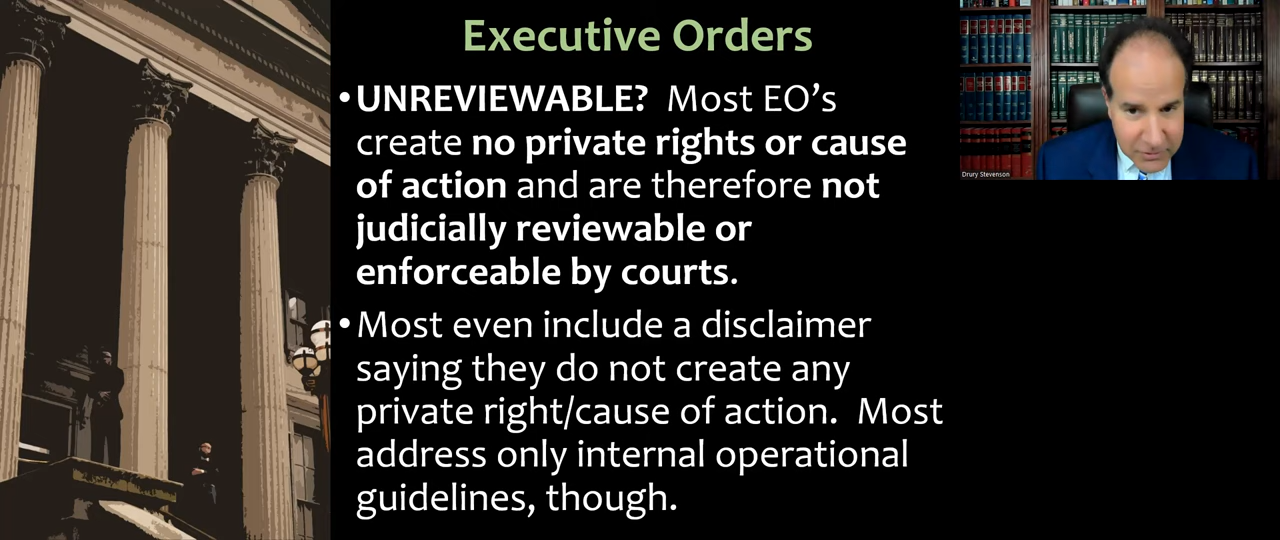 Executive Orders
•UNREVIEWABLE?  Most EO’s
create no private rights or cause
of action and are therefore not
judicially reviewable or
enforceable by courts.
•Most even include a disclaimer
saying they do not create any
private right/cause of action.  Most
address only internal operational
guidelines, though.
Drury Stevenson